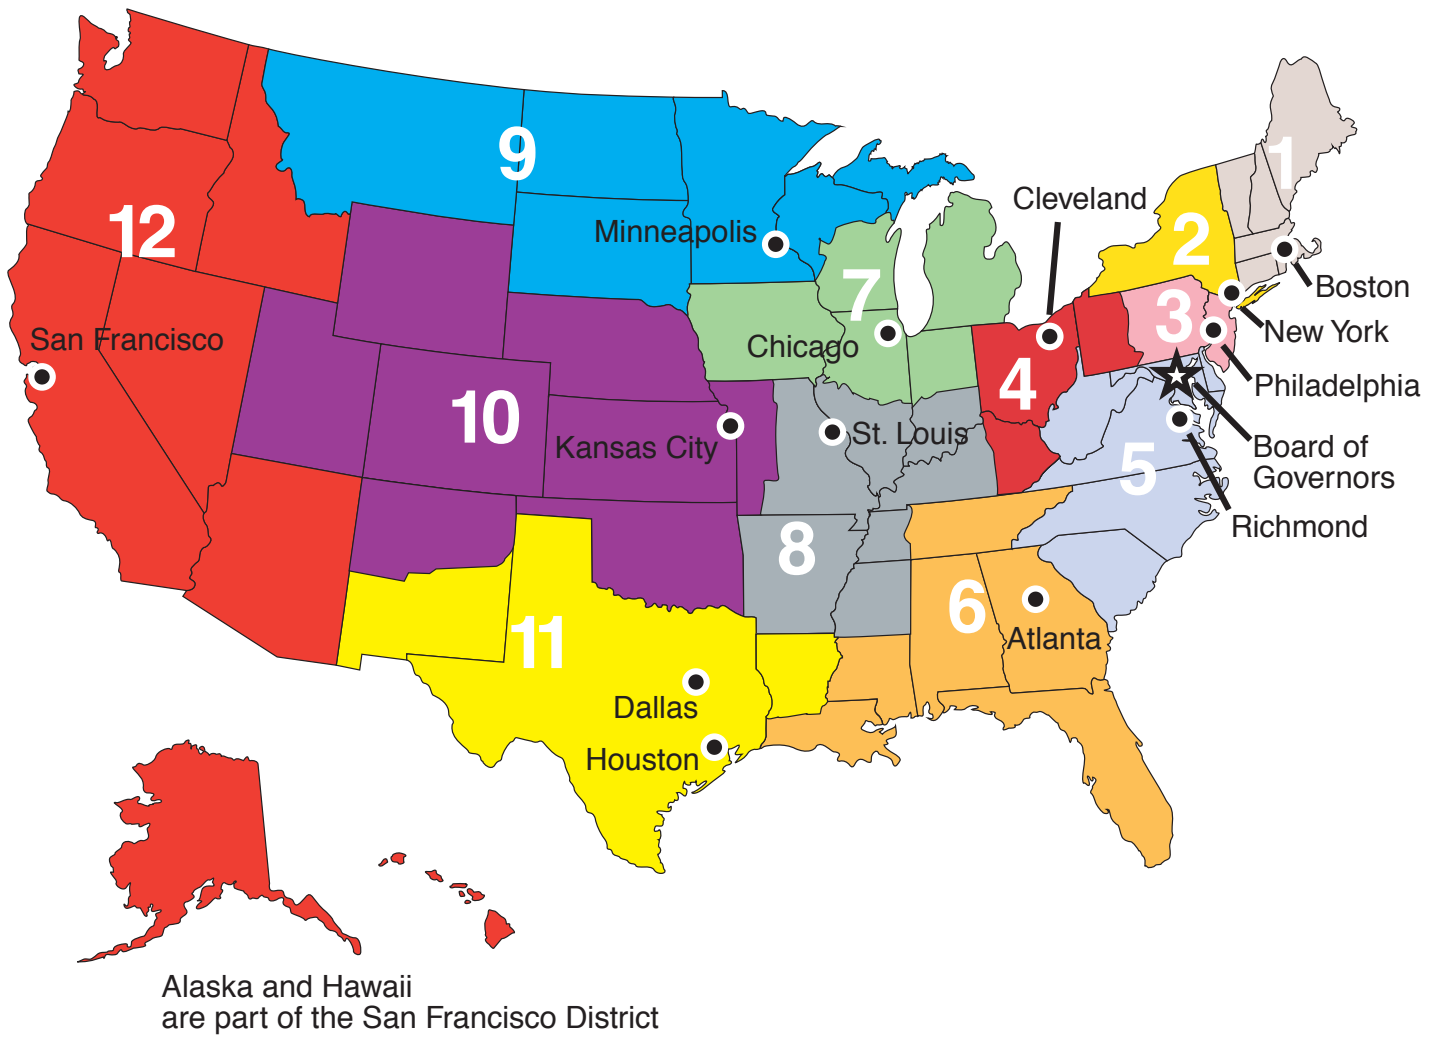 1
9
Cleveland
12
2
Minneapolis
7
Boston
3
New York
San Francisco
Chicago
4
Philadelphia
10
Kansas City
St. Louis
Board of
Governors
5
Richmond
8
6
11
Atlanta
Dallas
Houston
Alaska and Hawaii
are part of the San Francisco District